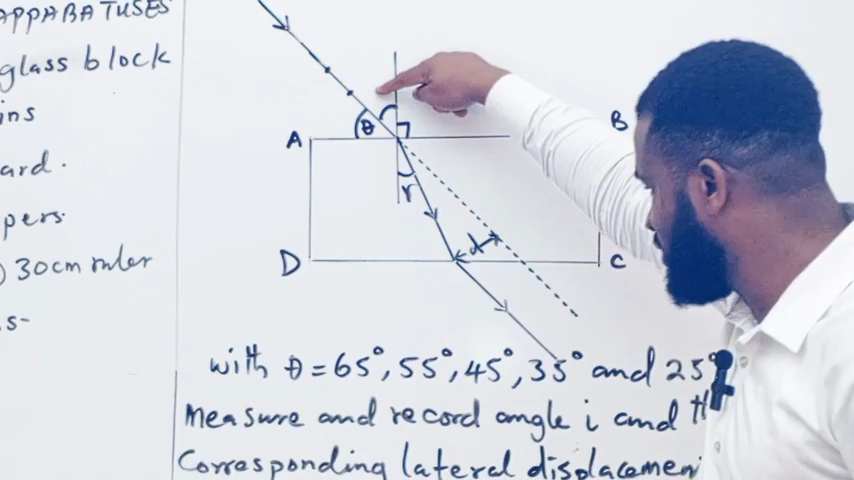 APPARATUSES
glass block
ins
ard.
pers.
) 30cm ruler
s-
A
B
θ
r
d
D
C
with θ = 65°, 55°, 45°, 35° and 25°
Measure and record angle i and th
Corresponding lateral displacemen